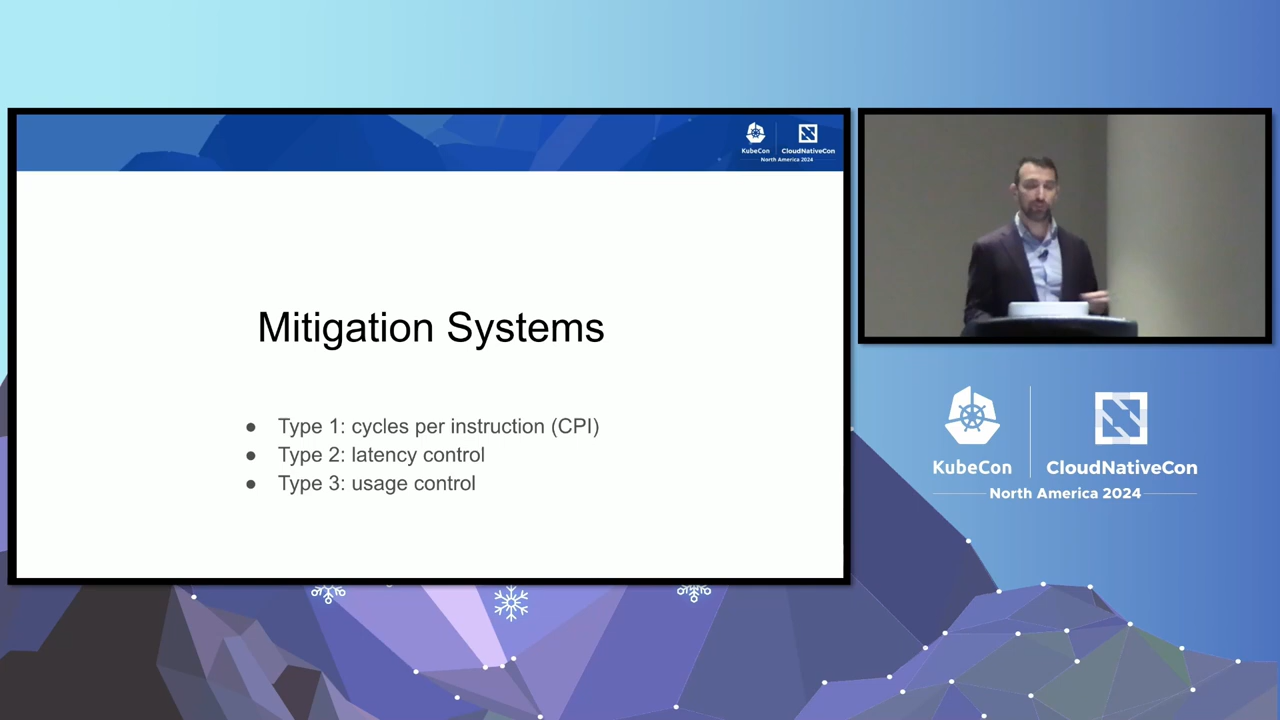 KubeCon
CloudNativeCon
North America 2024
Mitigation Systems
● Type 1: cycles per instruction (CPI)
● Type 2: latency control
● Type 3: usage control
KubeCon
CloudNativeCon
North America 2024